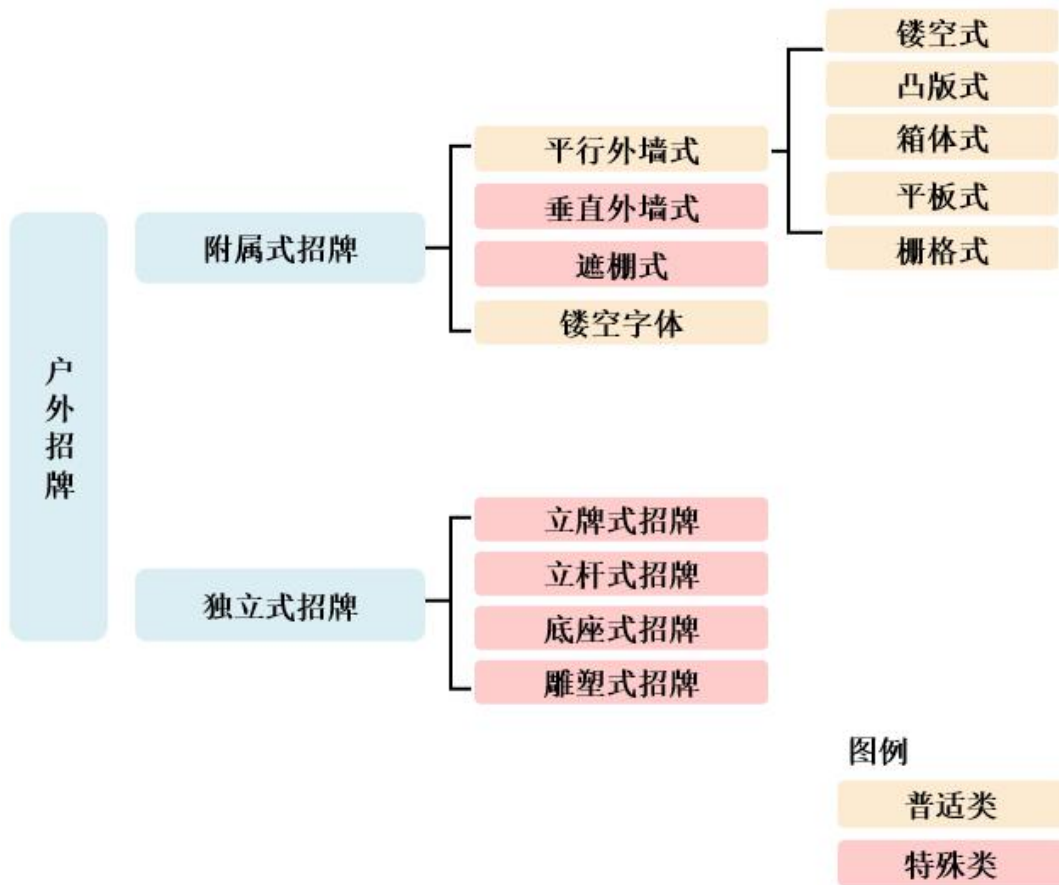 户外招牌
附属式招牌
平行外墙式
垂直外墙式
遮棚式
镂空字体
镂空式
凸版式
箱体式
平板式
栅格式
独立式招牌
立牌式招牌
立杆式招牌
底座式招牌
雕塑式招牌
图例
普适类
特殊类